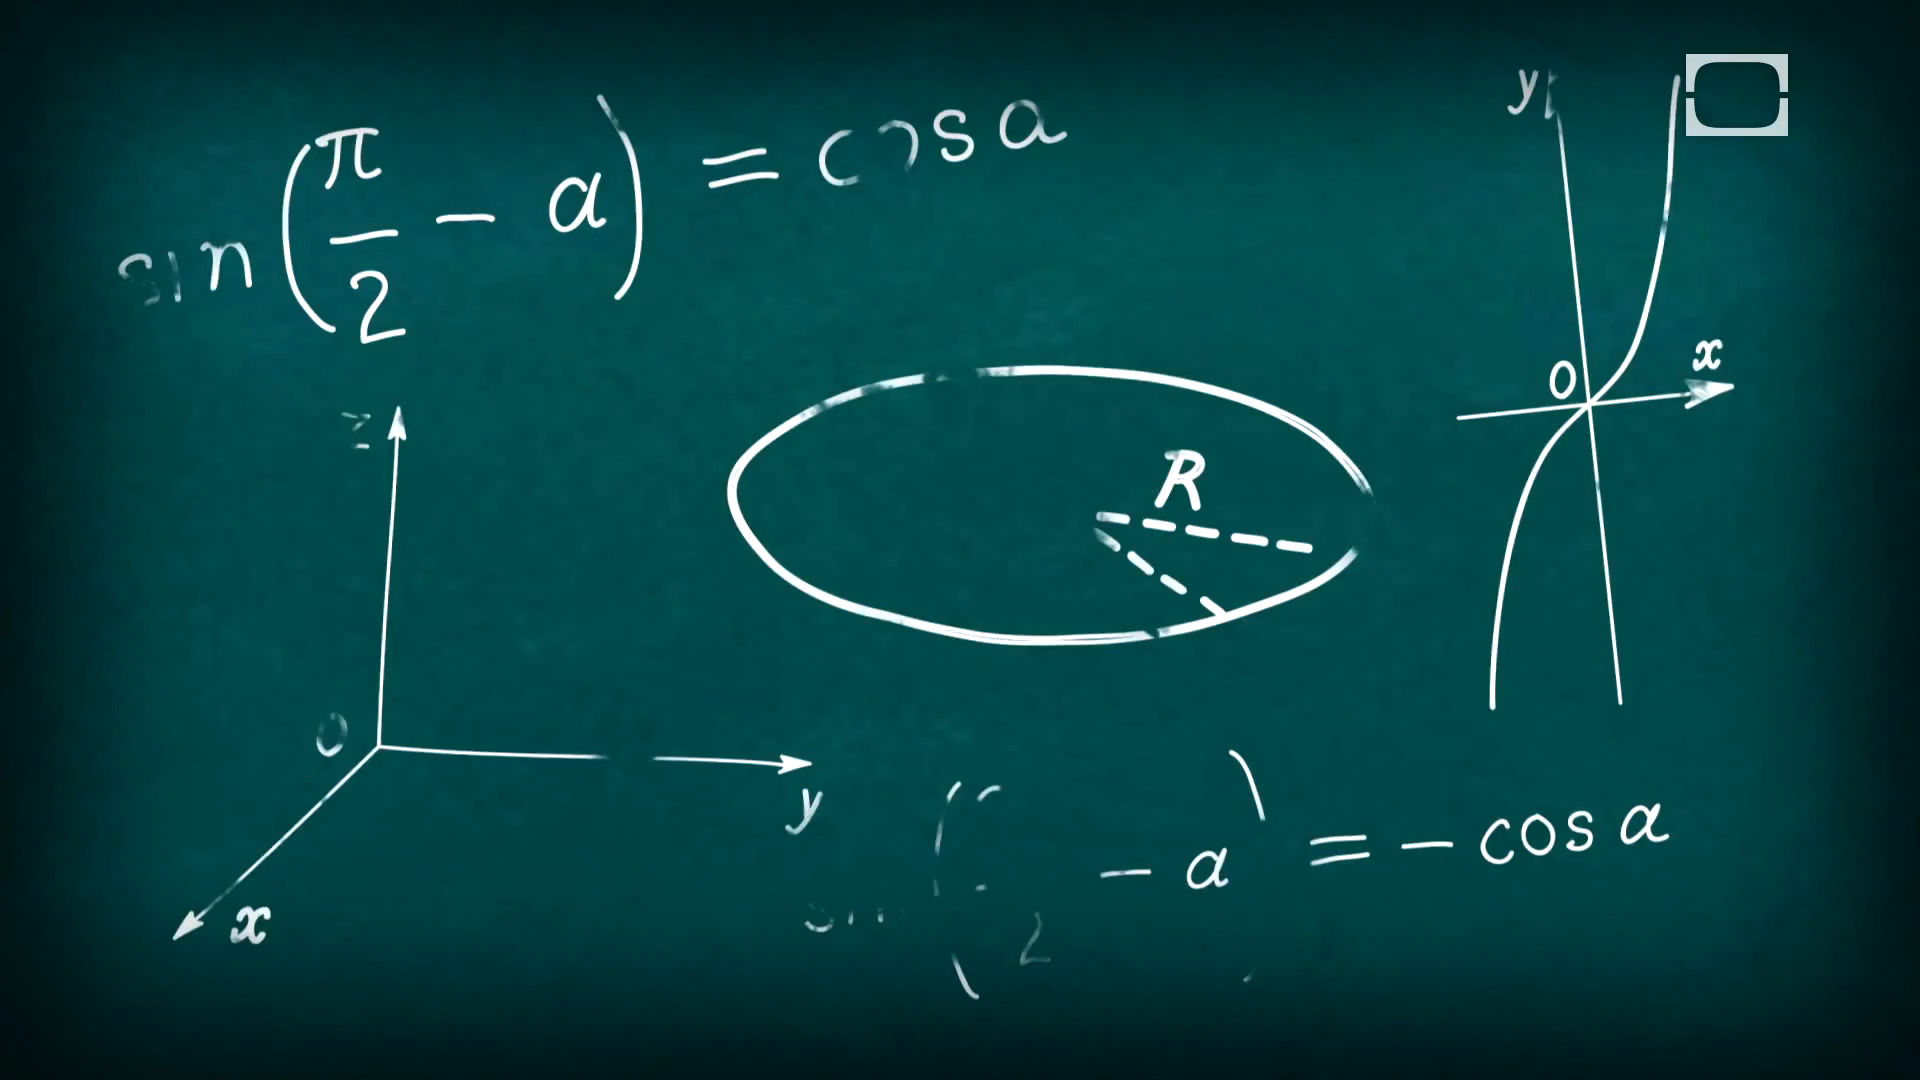 sin(π/2 - a) = cos a
y
x
0
R
z
0
y
x
- a = - cos a